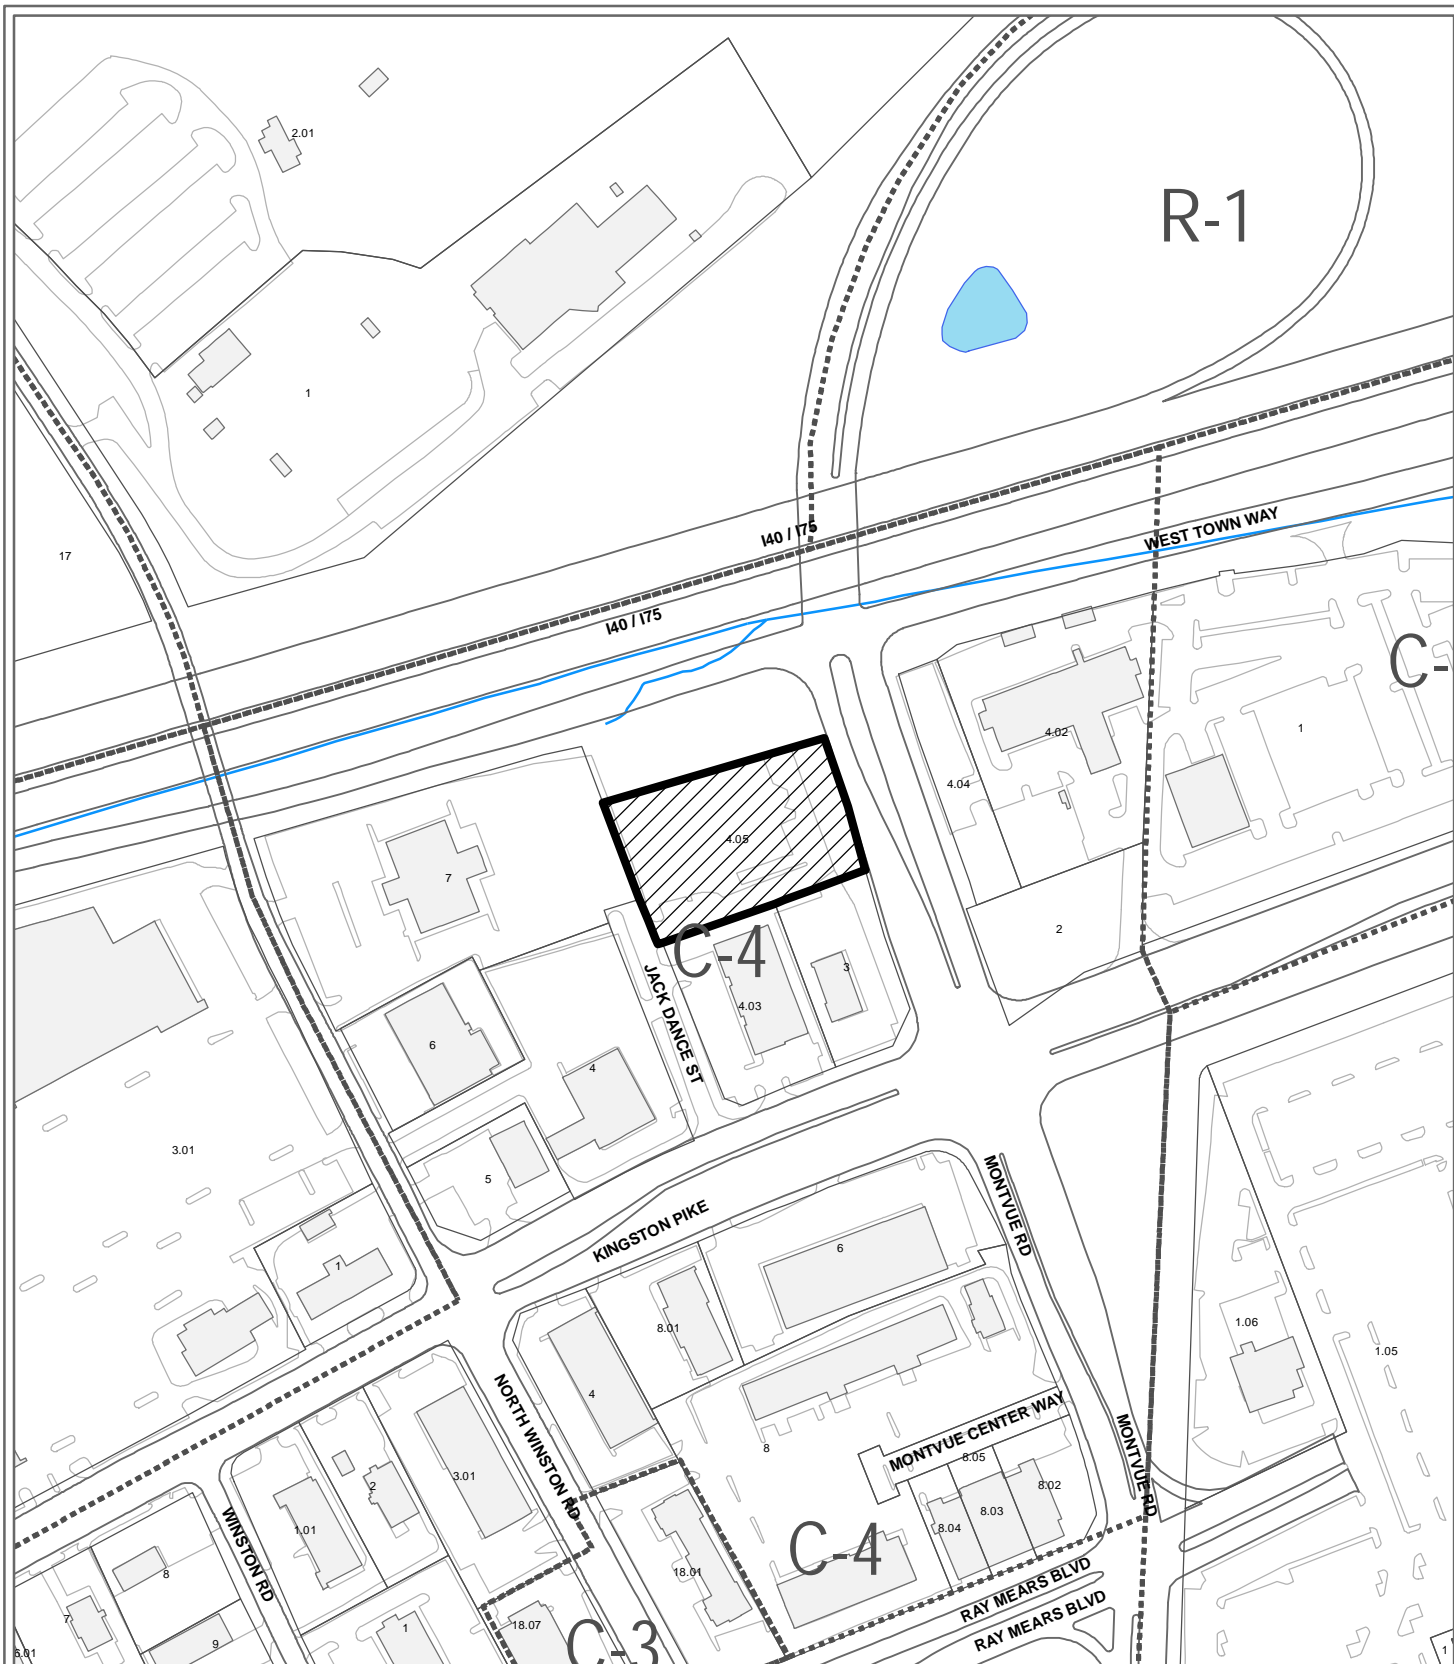 2.01
R-1
1
17
I40 / I75
WEST TOWN WAY
I40 / I75
C-
4.02
1
4.04
4.05
7
2
C-4
3
JACK DANCE ST
4.03
6
4
3.01
5
MONTVUE RD
KINGSTON PIKE
6
1
8.01
1.06
1.05
4
NORTH WINSTON RD
MONTVUE CENTER WAY
8
MONTVUE RD
8.05
3.01
2
8.02
8.03
1.01
8.04
C-4
WINSTON RD
8
18.01
RAY MEARS BLVD
RAY MEARS BLVD
7
18.07
1
C-3
9
6.01
1